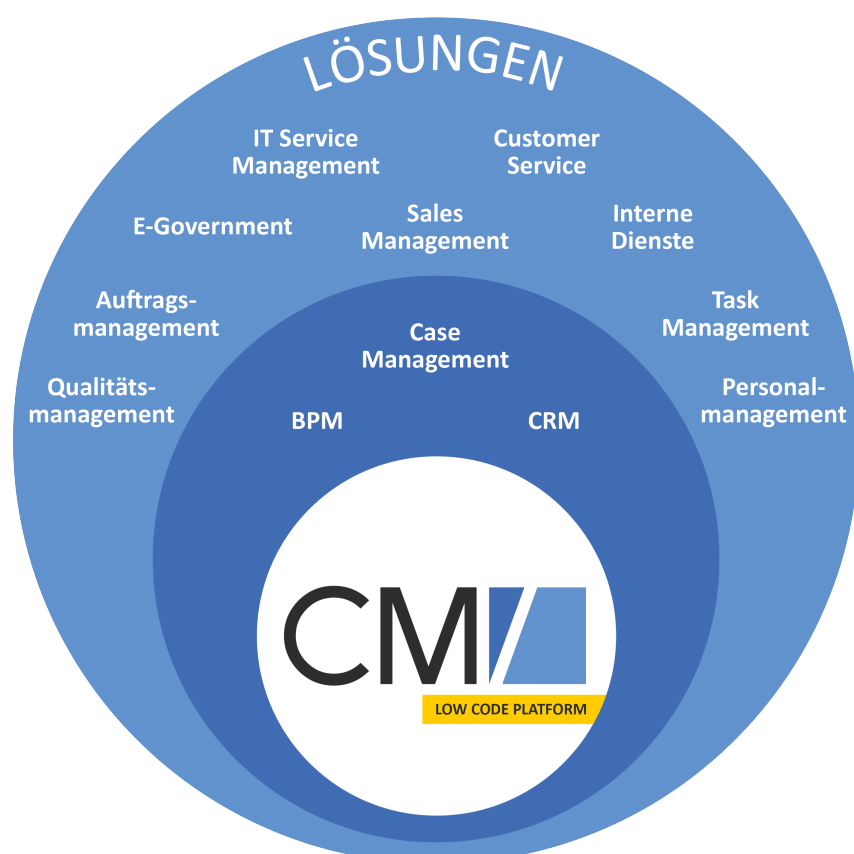 LÖSUNGEN
IT Service
Management
Customer
Service
E-Government
Sales
Management
Interne
Dienste
Auftrags-
management
Task
Management
Case
Management
Qualitäts-
management
Personal-
management
BPM
CRM
CM/
LOW CODE PLATFORM